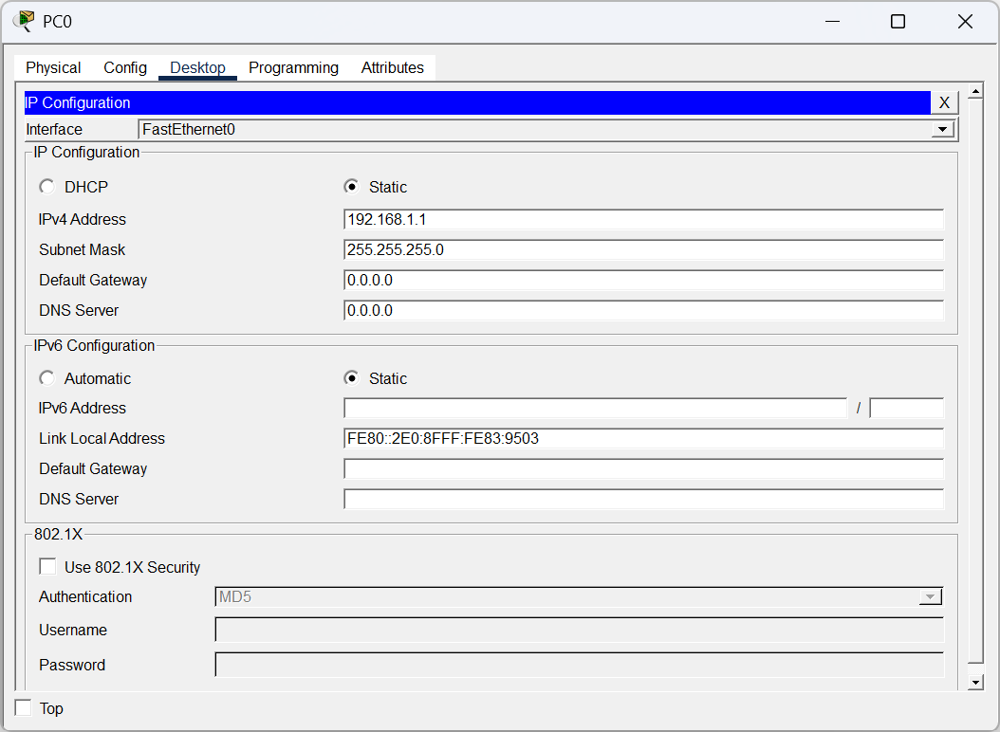 PC0
Physical Config Desktop Programming Attributes
IP Configuration X
Interface FastEthernet0
IP Configuration
DHCP Static
IPv4 Address 192.168.1.1
Subnet Mask 255.255.255.0
Default Gateway 0.0.0.0
DNS Server 0.0.0.0
IPv6 Configuration
Automatic Static
IPv6 Address /
Link Local Address FE80::2E0:8FFF:FE83:9503
Default Gateway
DNS Server
802.1X
Use 802.1X Security
Authentication MD5
Username
Password
Top